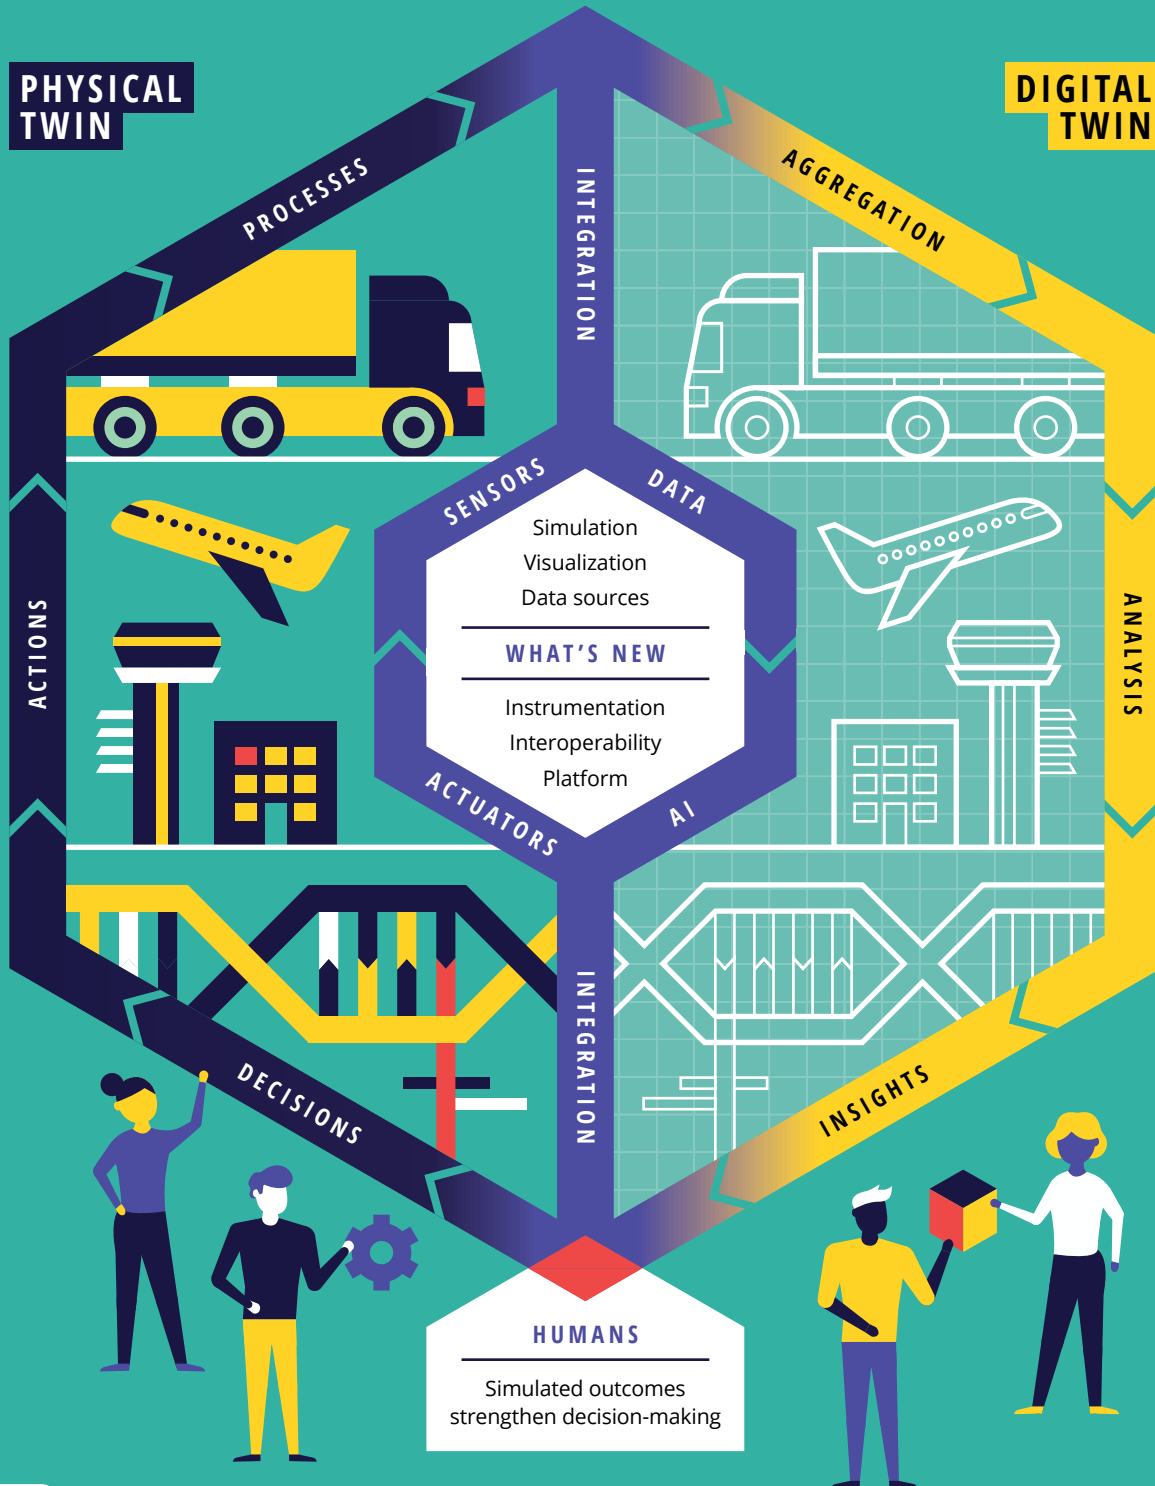 PHYSICAL
TWIN
DIGITAL
TWIN
PROCESSES
INTEGRATION
AGGREGATION
SENSORS
DATA
Simulation
Visualization
Data sources
WHAT'S NEW
Instrumentation
Interoperability
Platform
ACTIONS
ANALYSIS
ACTUATORS
AI
INTEGRATION
DECISIONS
INSIGHTS
HUMANS
Simulated outcomes
strengthen decision-making